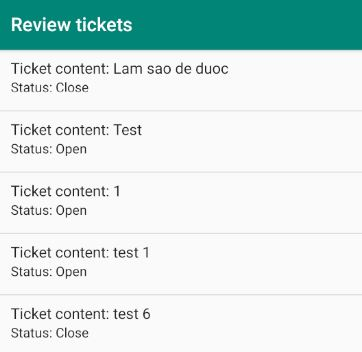 Review tickets
Ticket content: Lam sao de duoc
Status: Close
Ticket content: Test
Status: Open
Ticket content: 1
Status: Open
Ticket content: test 1
Status: Open
Ticket content: test 6
Status: Close